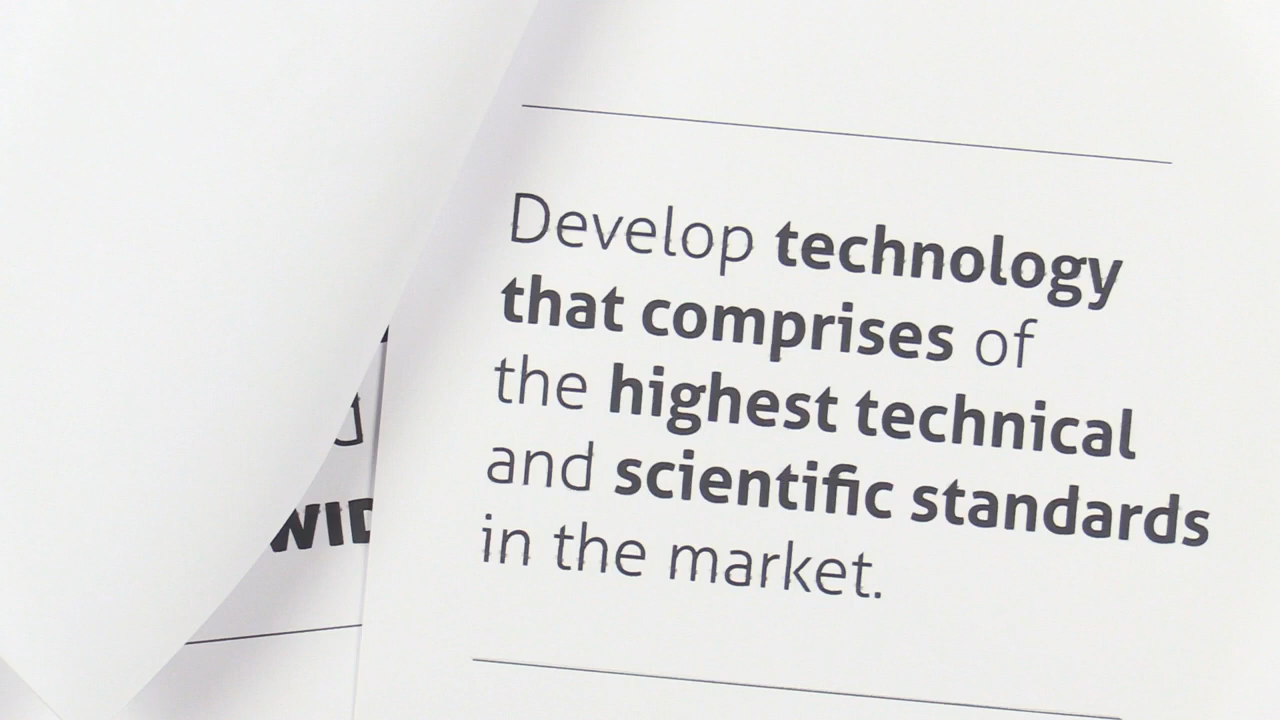 Develop technology
that comprises of
the highest technical
and scientific standards
in the market.